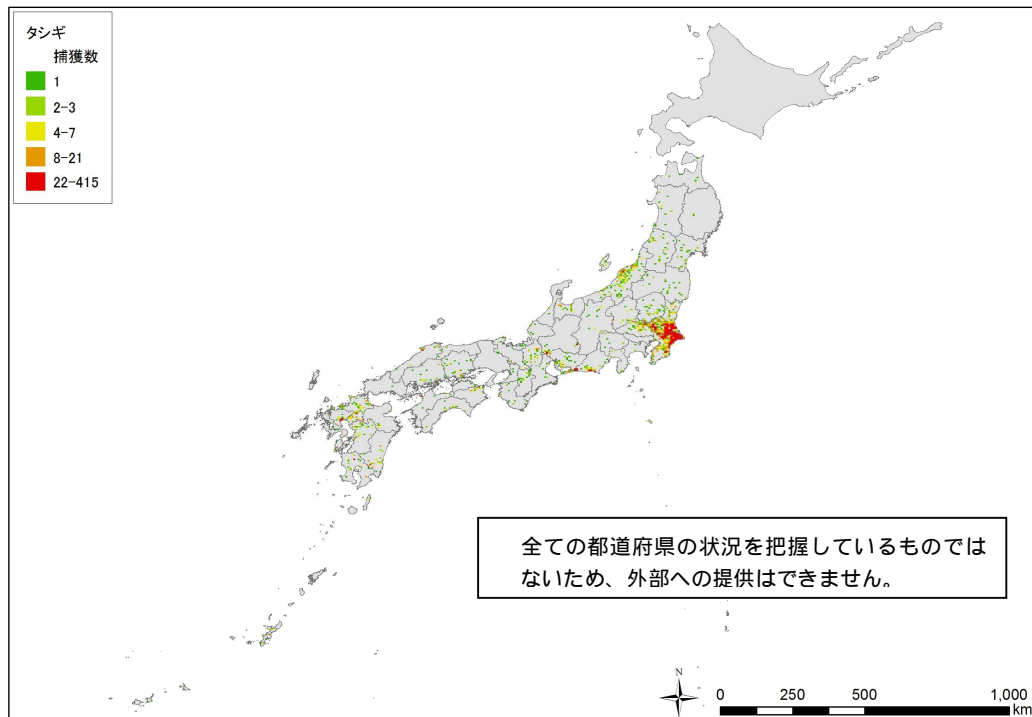 タシギ
捕獲数
1
2-3
4-7
8-21
22-415
全ての都道府県の状況を把握しているものでは
ないため、外部への提供はできません。
N
0 250 500 1,000
km